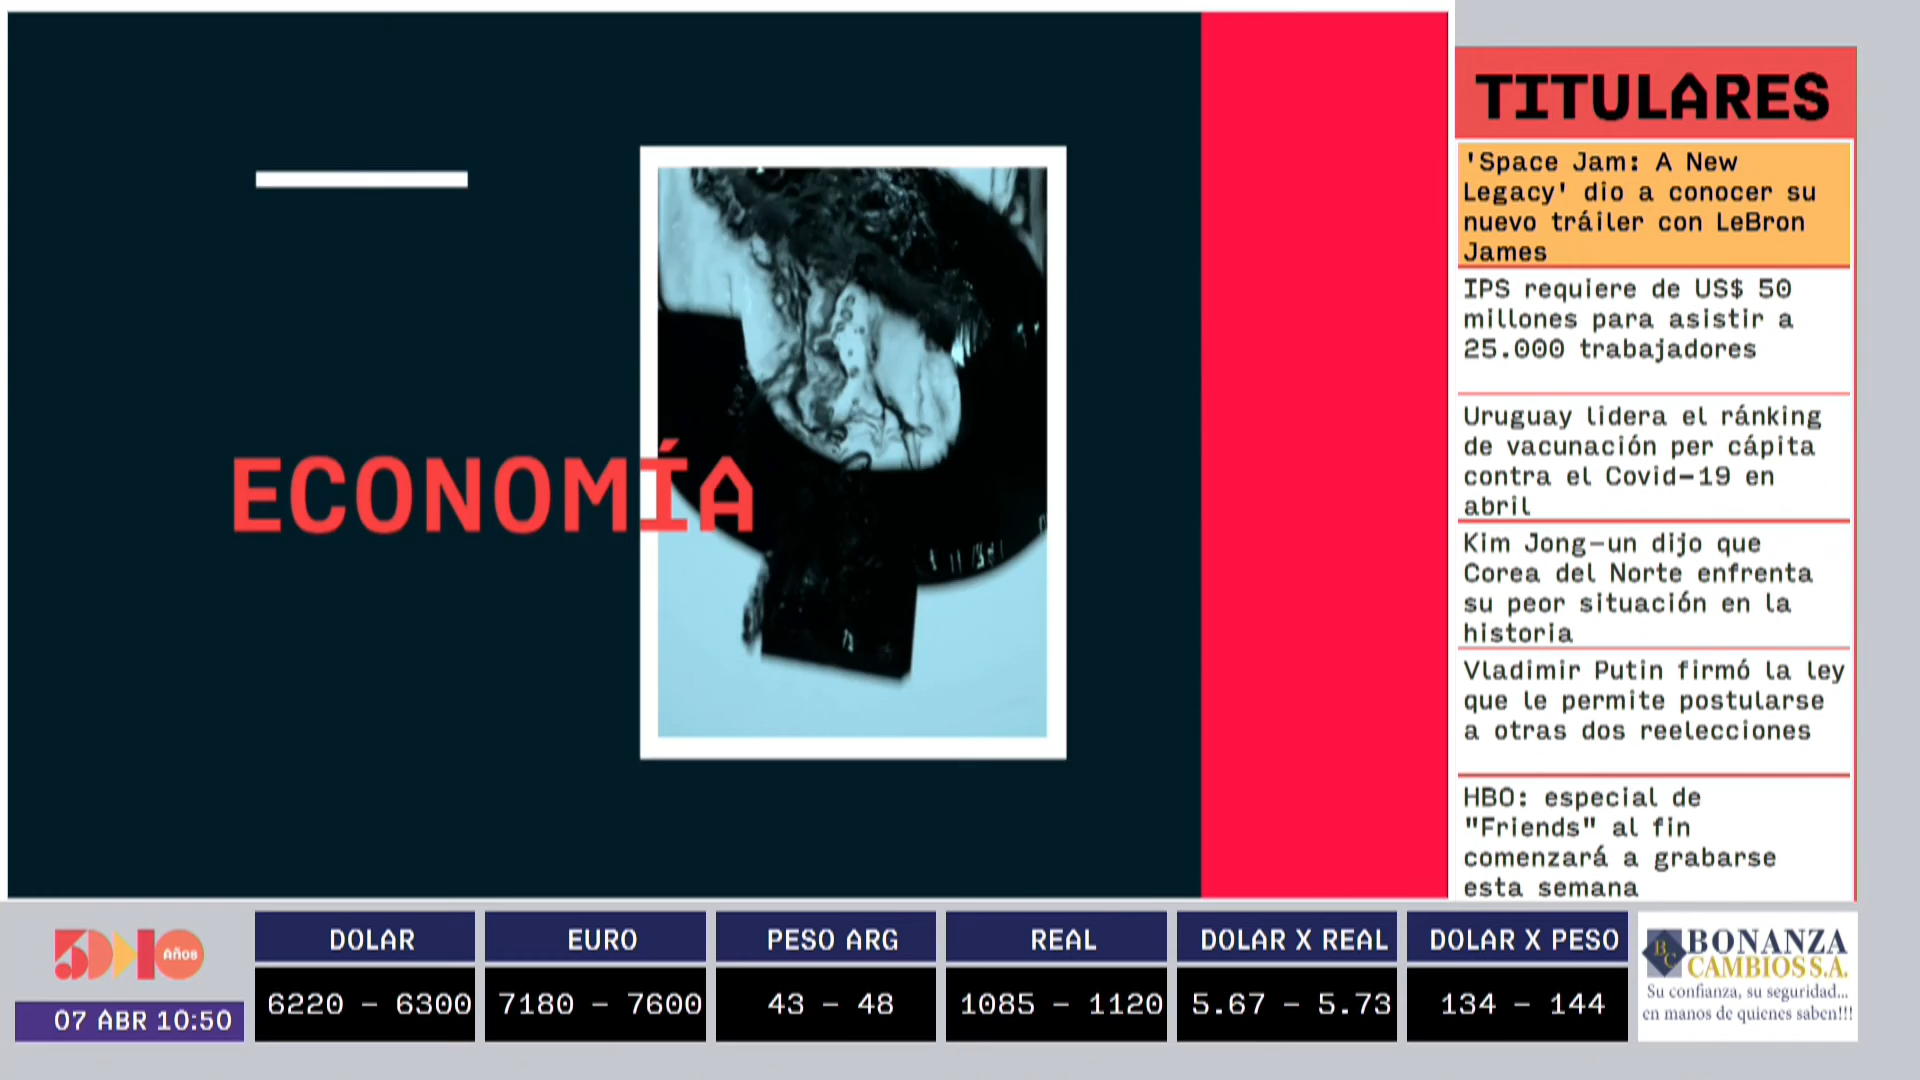 ECONOMÍA
TITULARES
'Space Jam: A New
Legacy' dio a conocer su
nuevo tráiler con LeBron
James
IPS requiere de US$ 50
millones para asistir a
25.000 trabajadores
Uruguay lidera el ránking
de vacunación per cápita
contra el Covid-19 en
abril
Kim Jong-un dijo que
Corea del Norte enfrenta
su peor situación en la
historia
Vladimir Putin firmó la ley
que le permite postularse
a otras dos reelecciones
HBO: especial de
"Friends" al fin
comenzará a grabarse
esta semana
Años
07 ABR 10:50
DOLAR
6220 - 6300
EURO
7180 - 7600
PESO ARG
43 - 48
REAL
1085 - 1120
DOLAR X REAL
5.67 - 5.73
DOLAR X PESO
134 - 144
BC
BONANZA
CAMBIOS S.A.
Su confianza, su seguridad...
en manos de quienes saben!!!